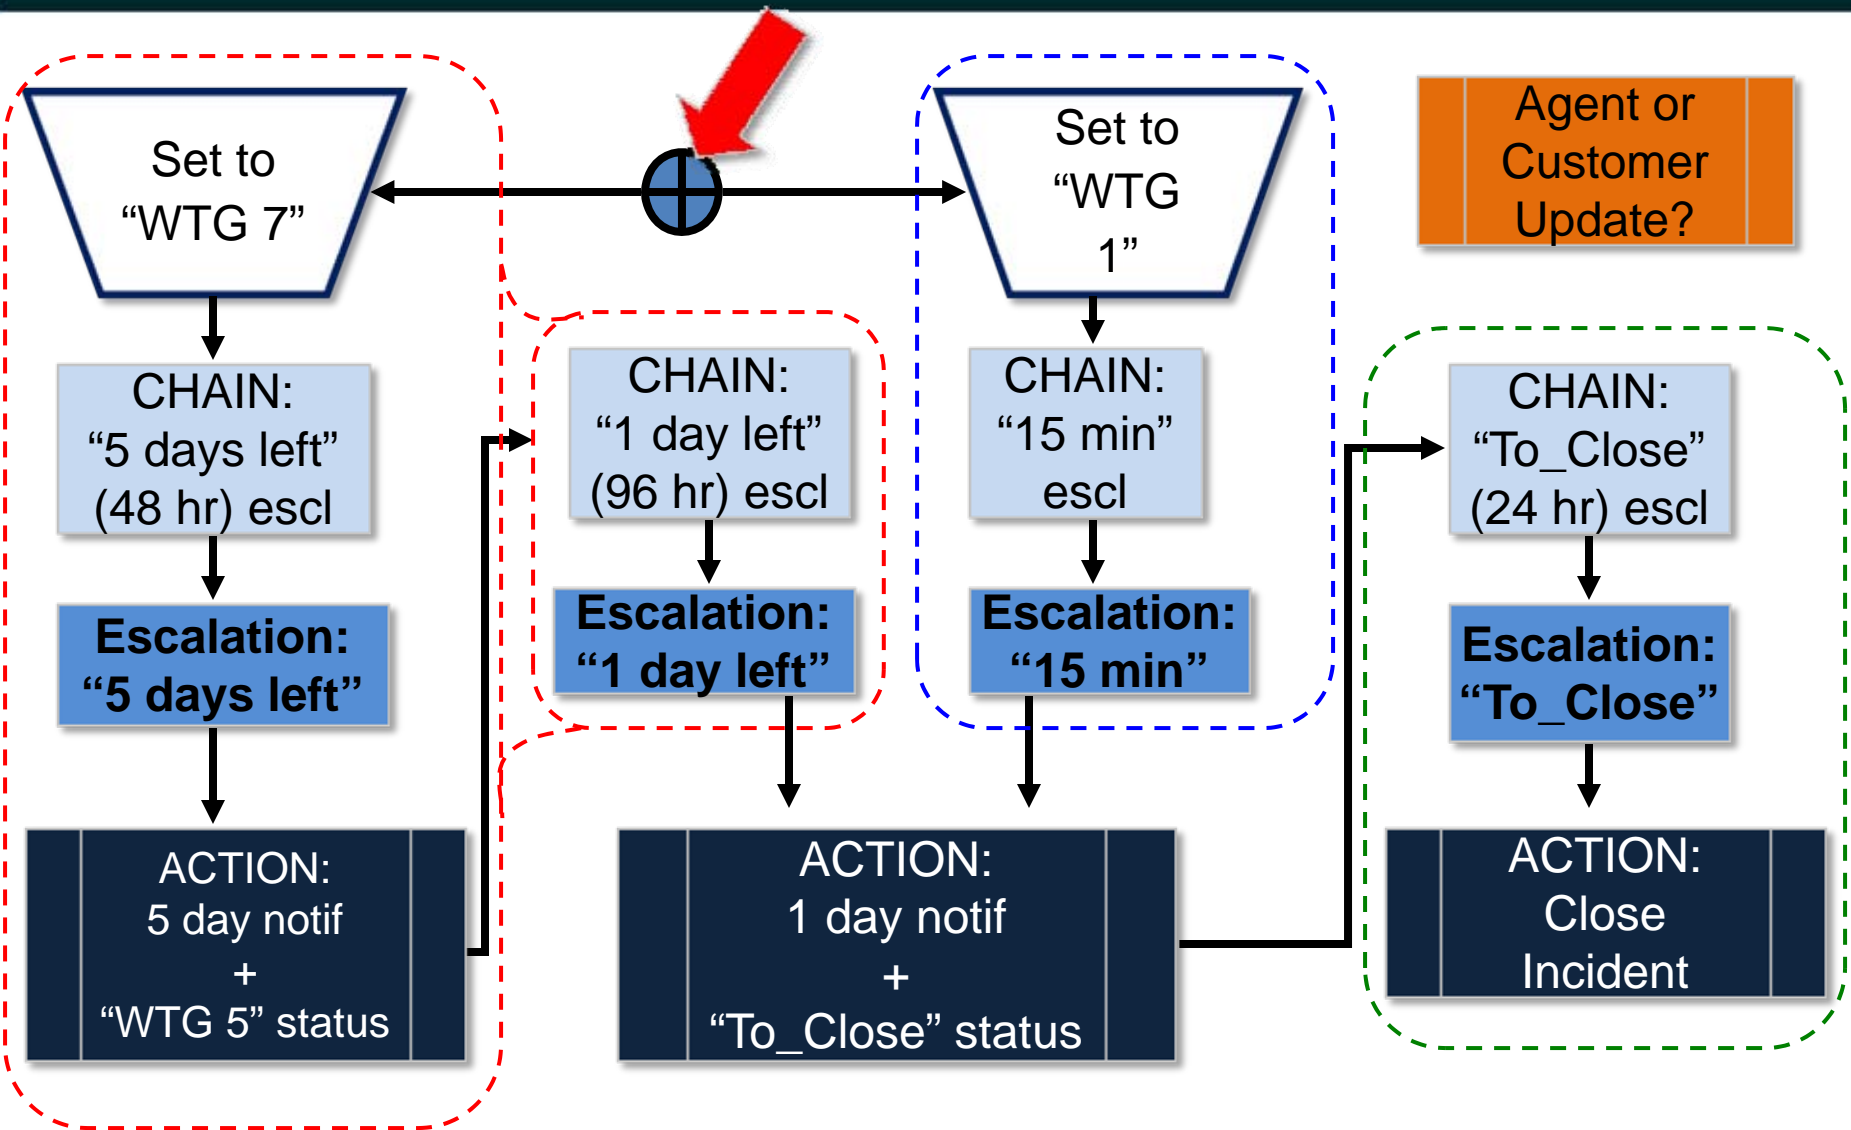 Set to
“WTG 7”
Set to
“WTG
1”
Agent or
Customer
Update?
CHAIN:
“5 days left”
(48 hr) escl
CHAIN:
“1 day left”
(96 hr) escl
CHAIN:
“15 min”
escl
CHAIN:
“To_Close”
(24 hr) escl
Escalation:
“5 days left”
Escalation:
“1 day left”
Escalation:
“15 min”
Escalation:
“To_Close”
ACTION:
5 day notif
+
“WTG 5” status
ACTION:
1 day notif
+
“To_Close” status
ACTION:
Close
Incident